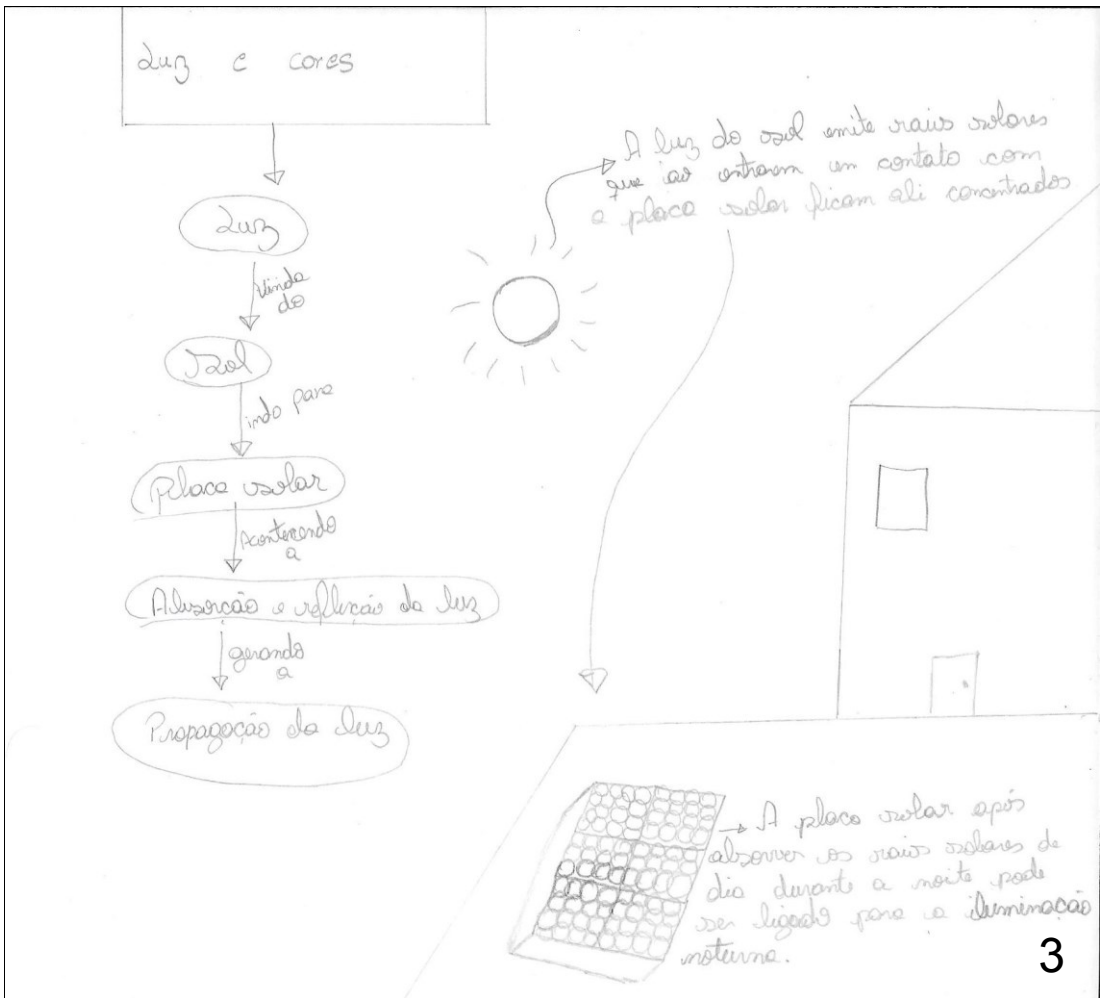 Luz e cores
Luz
vinda
do
Sol
indo para
Placa solar
acontecendo
a
Absorção e reflexão da luz
gerando
a
Propagação da luz
A luz do sol emite raios solares
que ao entrarem em contato com
a placa solar ficam ali concentrados
A placa solar após
absorver os raios solares de
dia durante a noite pode
ser ligado para a iluminação
noturna.
3